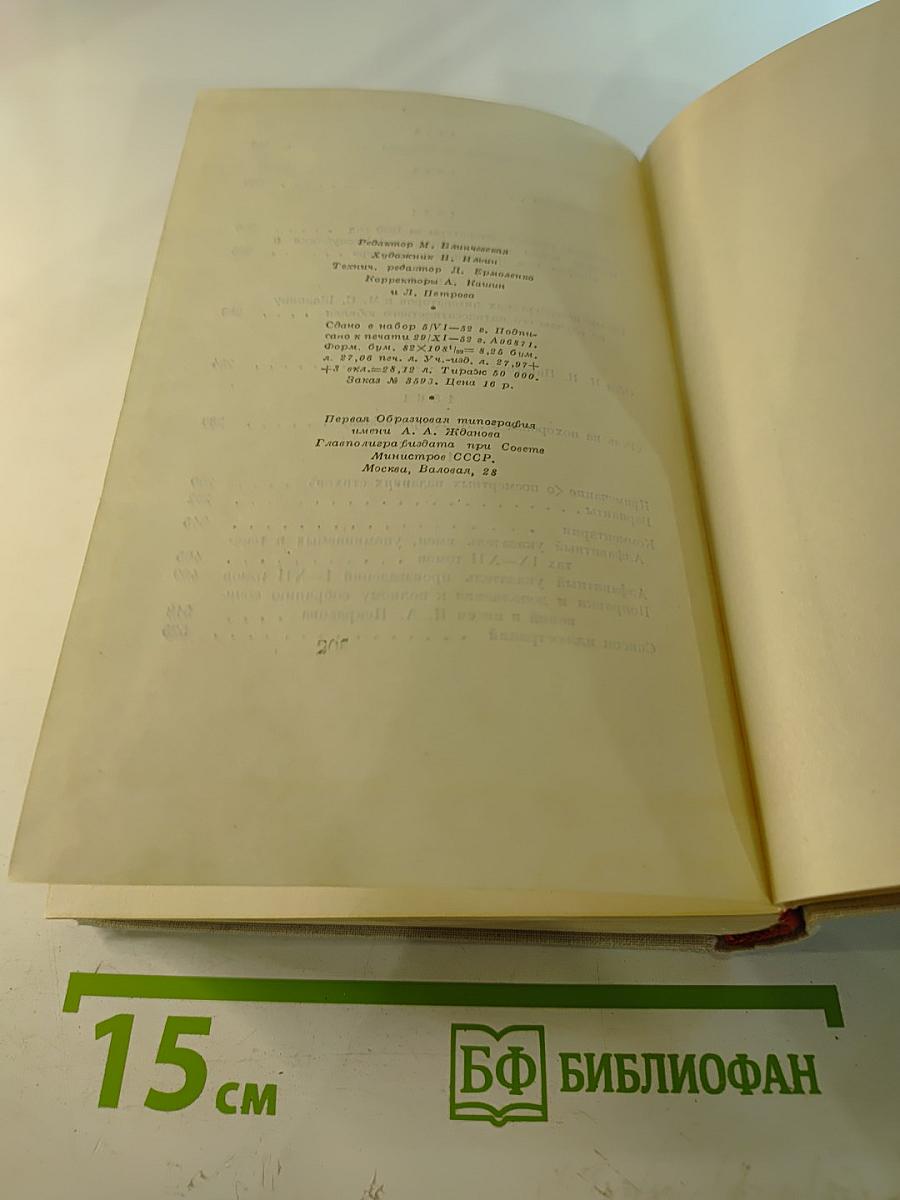 Редактор М. Блинчевская
Художник Н. Ильин
Технич. редактор Д. Ермоленко
Корректоры А. Кашин
и Л. Петрова
Сдано в набор 5/VI—52 г. Подпи-
сано к печати 29/XI—52 г. А06871.
Форм. бум. 82×108¹/₃₂= 8,25 бум.
л. 27,06 печ. л. Уч.-изд. л. 27,97+
+3 вкл.=28,12 л. Тираж 50 000.
Заказ № 3593. Цена 16 р.
Первая Образцовая типография
имени А. А. Жданова
Главполиграфиздата при Совете
Министров СССР.
Москва, Валовая, 28
15 см
БФ БИБЛИОФАН